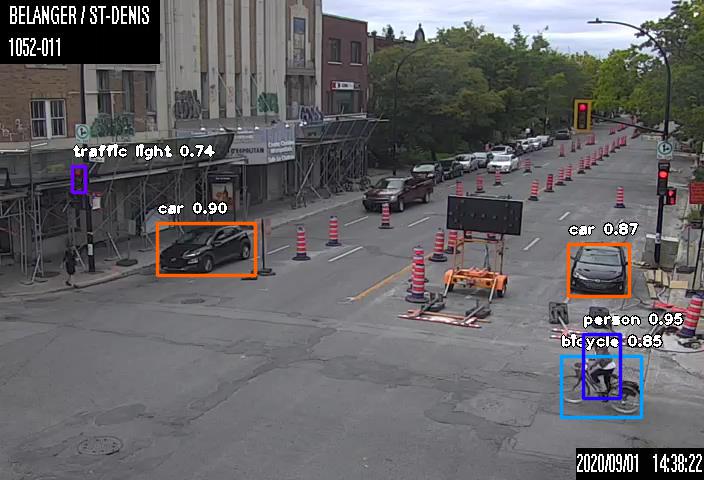 BELANGER / ST-DENIS
1052-011
traffic light 0.74
car 0.90
car 0.87
person 0.95
bicycle 0.85
2020/09/01 14:38:22